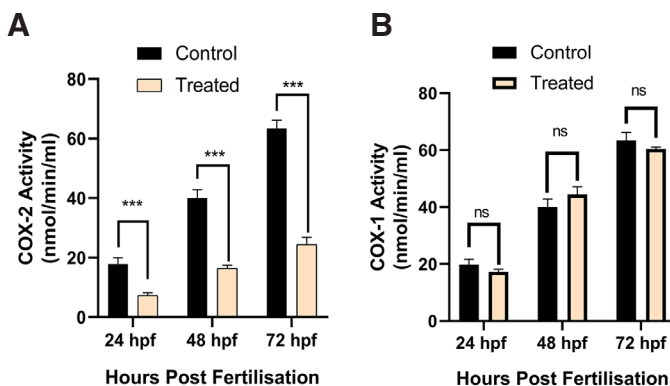 A
Control
Treated
COX-2 Activity
(nmol/min/ml)
80
60
40
20
0
***
***
***
24 hpf
48 hpf
72 hpf
Hours Post Fertilisation
B
Control
Treated
COX-1 Activity
(nmol/min/ml)
80
60
40
20
0
ns
ns
ns
24 hpf
48 hpf
72 hpf
Hours Post Fertilisation